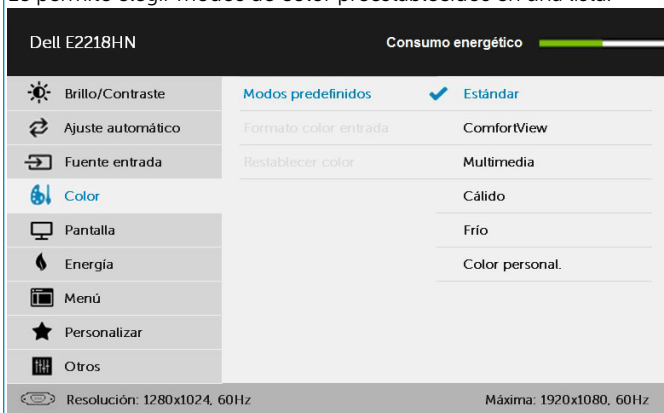 Les permite elegir modos de color preestablecidos en una lista.
Dell E2218HN Consumo energético
Brillo/Contraste Modos predefinidos Estándar
Ajuste automático Formato color entrada ComfortView
Fuente entrada Restablecer color Multimedia
Color Cálido
Pantalla Frío
Energía Color personal.
Menú
Personalizar
Otros
Resolución: 1280x1024, 60Hz Máxima: 1920x1080, 60Hz